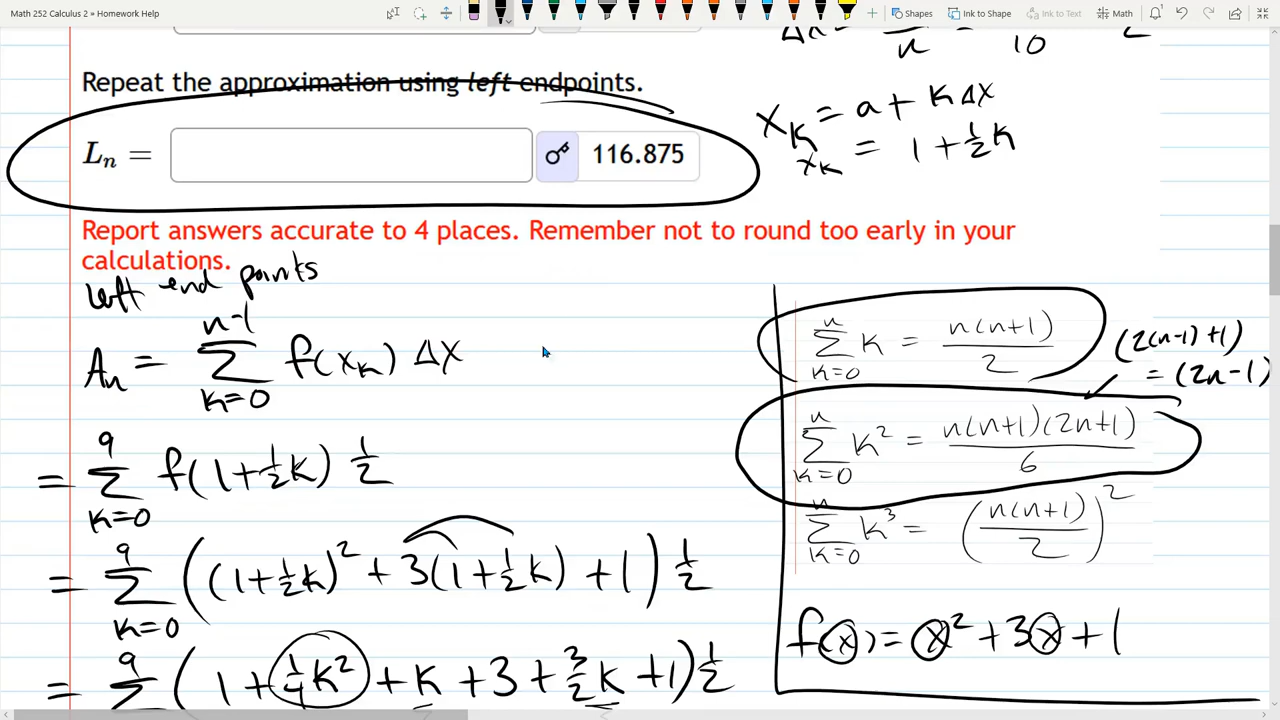 Math 252 Calculus 2 » Homework Help
Shapes Ink to Shape Ink to Text Math
= — = — 
n 10 2
Repeat the approximation using left endpoints.
Lₙ = 116.875
x_K = a + KΔX
x_K = 1 + ½K
Report answers accurate to 4 places. Remember not to round too early in your
calculations.
left end points
Aₙ = Σ_{K=0}^{n-1} f(x_K) ΔX
Σ_{K=0}^{n} K = n(n+1)/2
(2(n-1)+1)
= (2n-1)
Σ_{K=0}^{n} K² = n(n+1)(2n+1)/6
= Σ_{K=0}^{9} f(1+½K) ½
Σ_{K=0}^{n} K³ = (n(n+1)/2)²
= Σ_{K=0}^{9} ((1+½K)² + 3(1+½K) + 1) ½
f(x) = x² + 3x + 1
= Σ^{9} (1 + ¼K² + K + 3 + 3/2 K + 1) ½